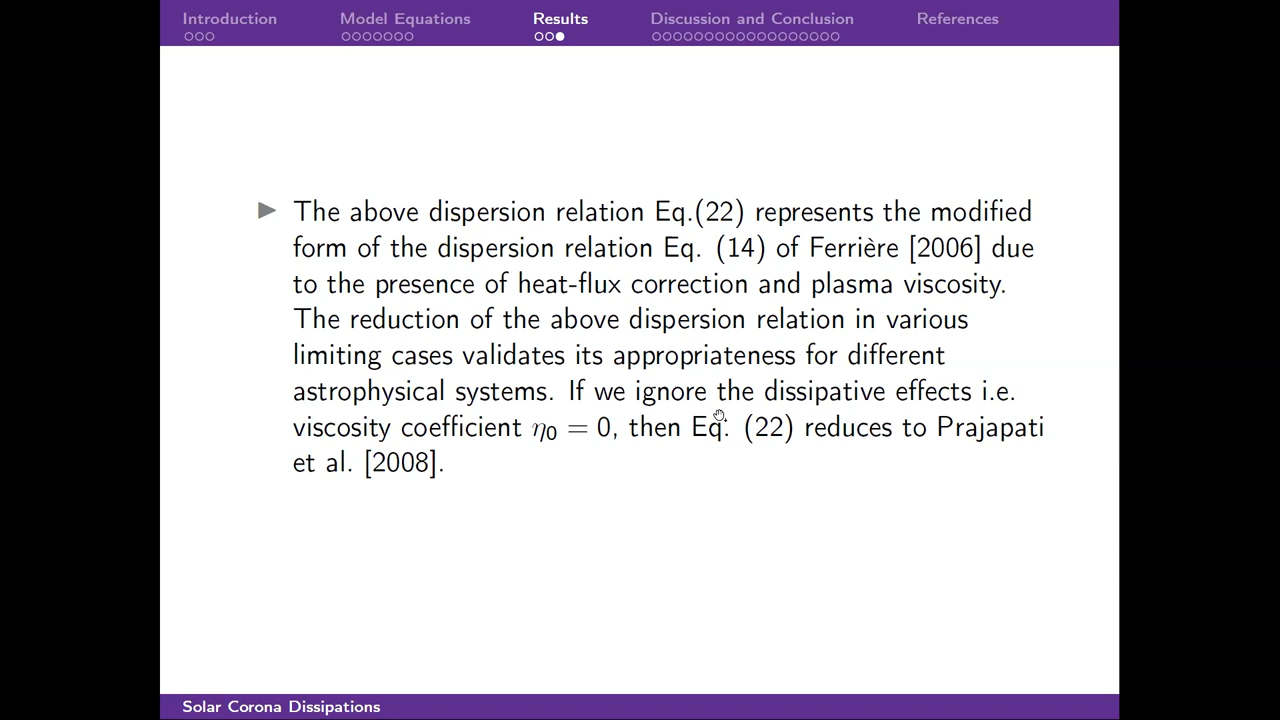 Introduction
Model Equations
Results
Discussion and Conclusion
References
The above dispersion relation Eq.(22) represents the modified
form of the dispersion relation Eq. (14) of Ferrière [2006] due
to the presence of heat-flux correction and plasma viscosity.
The reduction of the above dispersion relation in various
limiting cases validates its appropriateness for different
astrophysical systems. If we ignore the dissipative effects i.e.
viscosity coefficient η₀ = 0, then Eq. (22) reduces to Prajapati
et al. [2008].
Solar Corona Dissipations